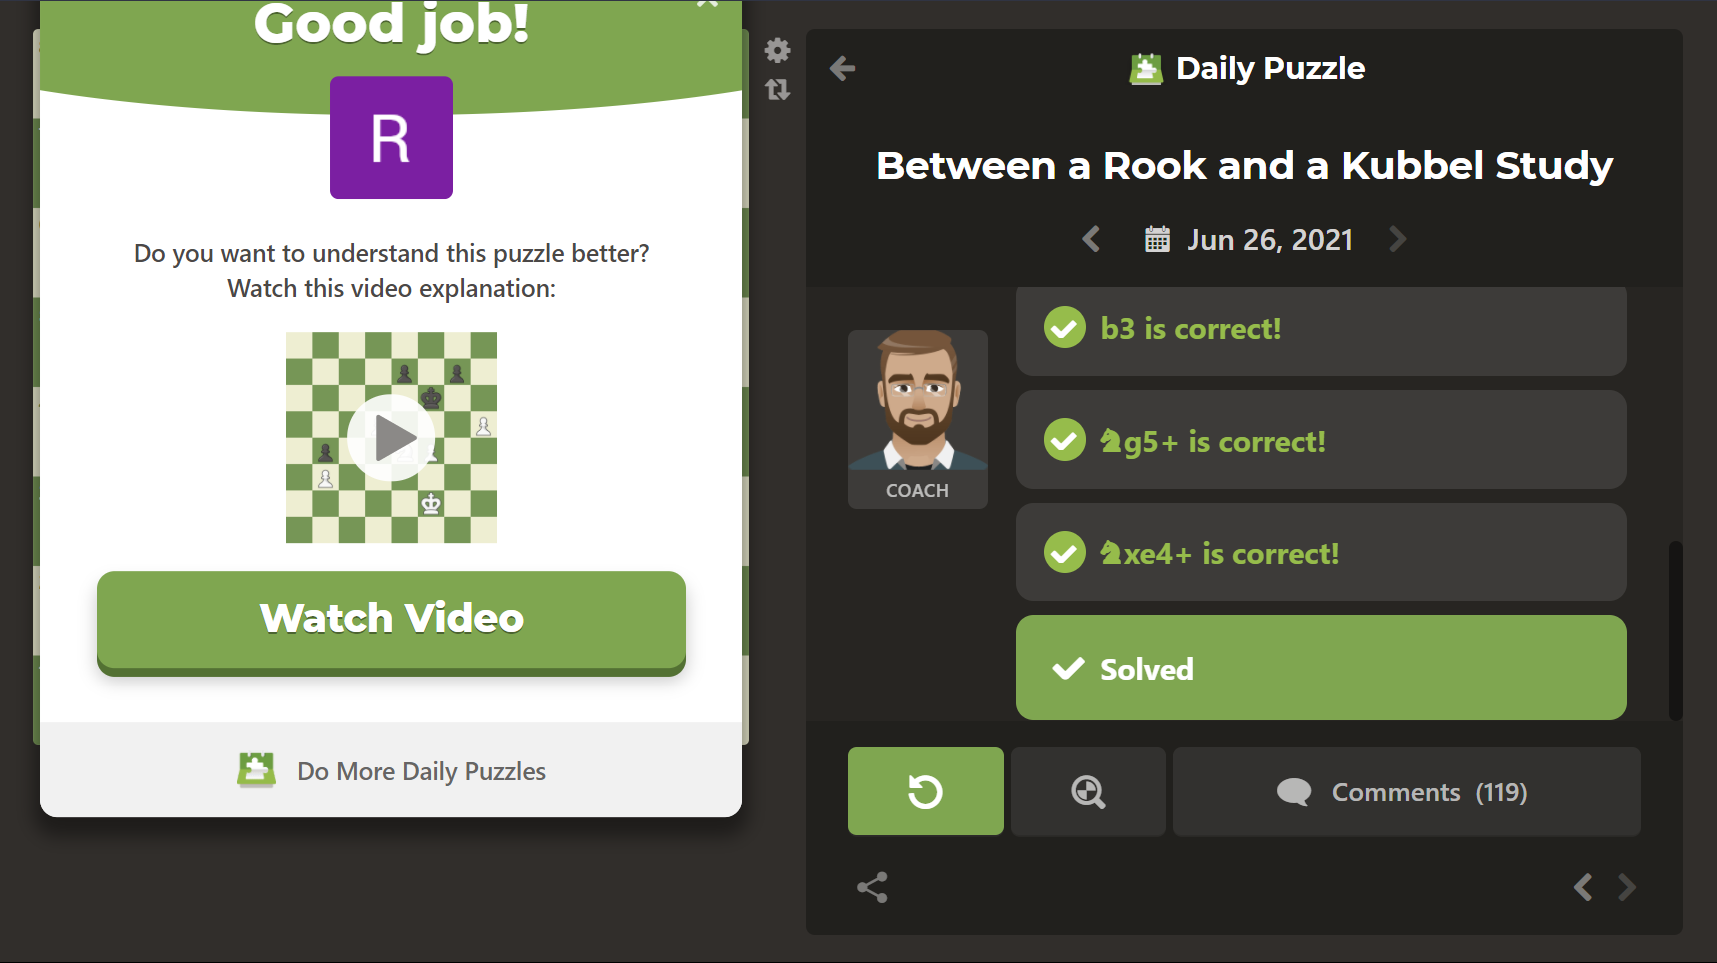 Good job!
R
Do you want to understand this puzzle better?
Watch this video explanation:
Watch Video
Do More Daily Puzzles
Daily Puzzle
Between a Rook and a Kubbel Study
Jun 26, 2021
COACH
b3 is correct!
♞g5+ is correct!
♞xe4+ is correct!
Solved
Comments (119)